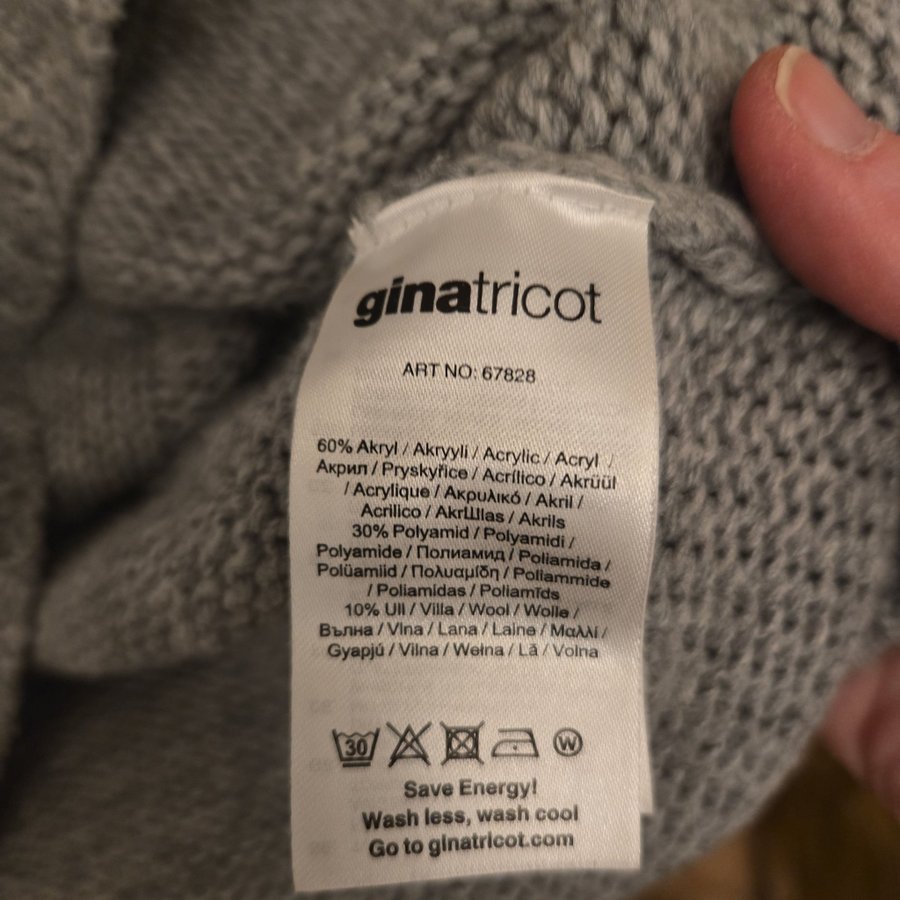 ginatricot
ART NO: 67828
60% Akryl / Akryyli / Acrylic / Acryl /
Акрил / Pryskyřice / Acrílico / Akrüül
/ Acrylique / Ακρυλικό / Akril /
Acrilico / AkrШlas / Akrils
30% Polyamid / Polyamidi /
Polyamide / Полиамид / Poliamida /
Polüamiid / Πολυαμίδη / Poliammide
/ Poliamidas / Poliamīds
10% Ull / Villa / Wool / Wolle /
Вълна / Vlna / Lana / Laine / Μαλλί /
Gyapjú / Vilna / Wełna / Lã / Volna
30
W
Save Energy!
Wash less, wash cool
Go to ginatricot.com